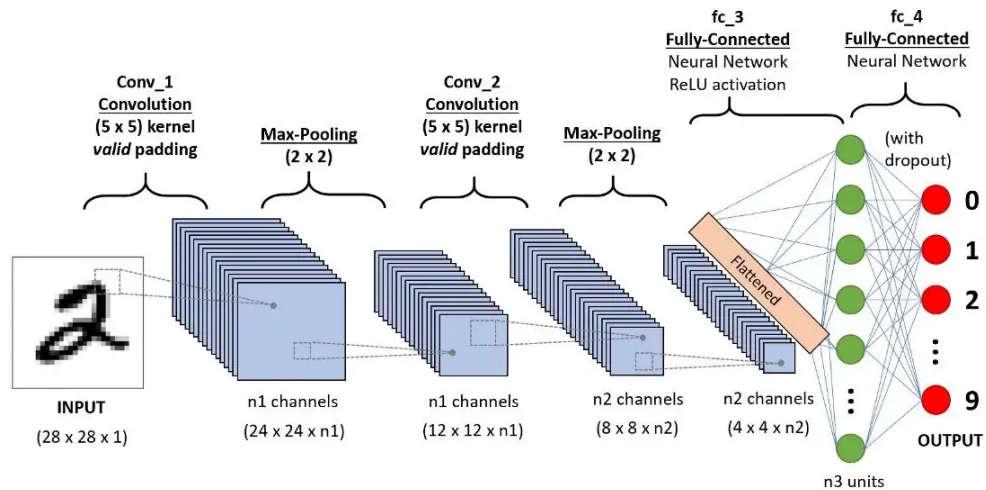 fc_3
Fully-Connected
Neural Network
ReLU activation
fc_4
Fully-Connected
Neural Network
Conv_1
Convolution
(5 x 5) kernel
valid padding
Max-Pooling
(2 x 2)
Conv_2
Convolution
(5 x 5) kernel
valid padding
Max-Pooling
(2 x 2)
(with
dropout)
Flattened
0
1
2
9
OUTPUT
INPUT
(28 x 28 x 1)
n1 channels
(24 x 24 x n1)
n1 channels
(12 x 12 x n1)
n2 channels
(8 x 8 x n2)
n2 channels
(4 x 4 x n2)
n3 units
2